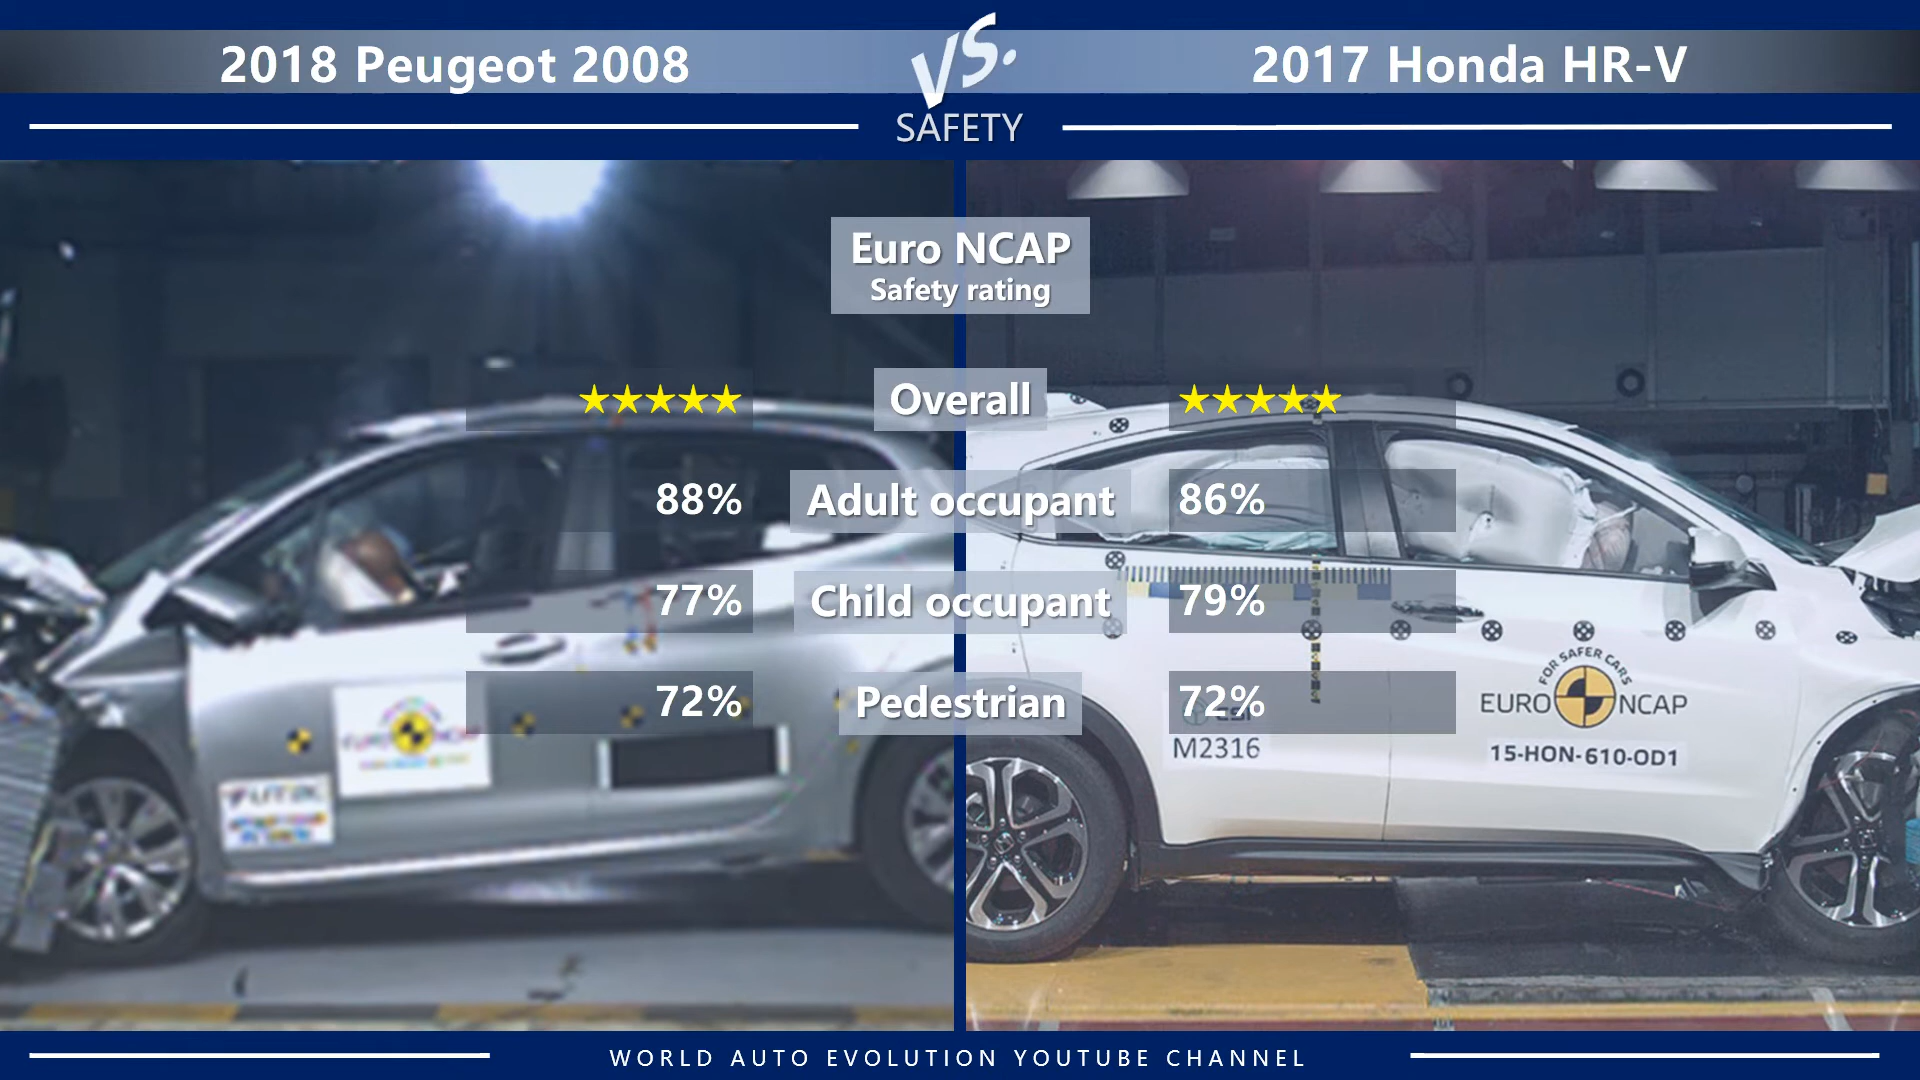 2018 Peugeot 2008
VS.
2017 Honda HR-V
SAFETY
Euro NCAP
Safety rating
★★★★★ Overall ★★★★★
88% Adult occupant 86%
77% Child occupant 79%
72% Pedestrian 72%
FOR SAFER CARS
EURO NCAP
15-HON-610-OD1
M2316
EURO NCAP
WORLD AUTO EVOLUTION YOUTUBE CHANNEL